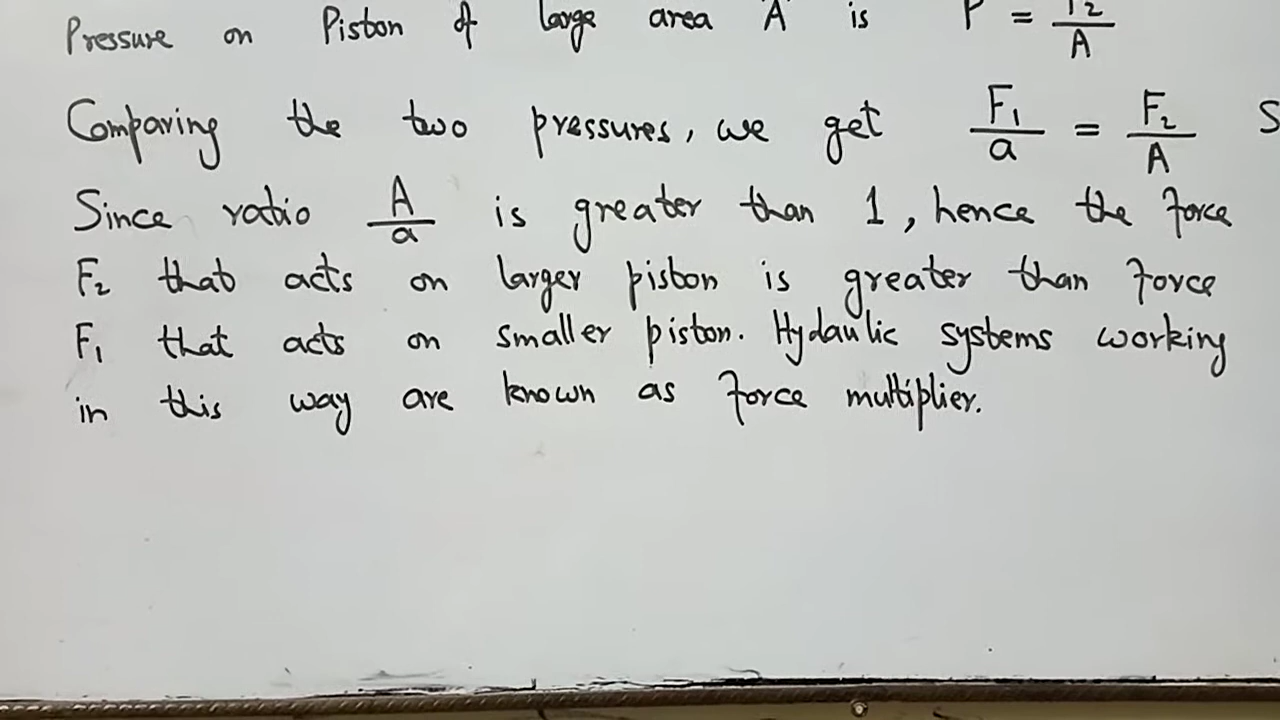 Pressure on Piston of large area A is P = F₂/A
Comparing the two pressures, we get F₁/a = F₂/A S
Since ratio A/a is greater than 1, hence the force
F₂ that acts on larger piston is greater than force
F₁ that acts on smaller piston. Hydaulic systems working
in this way are known as force multiplier.